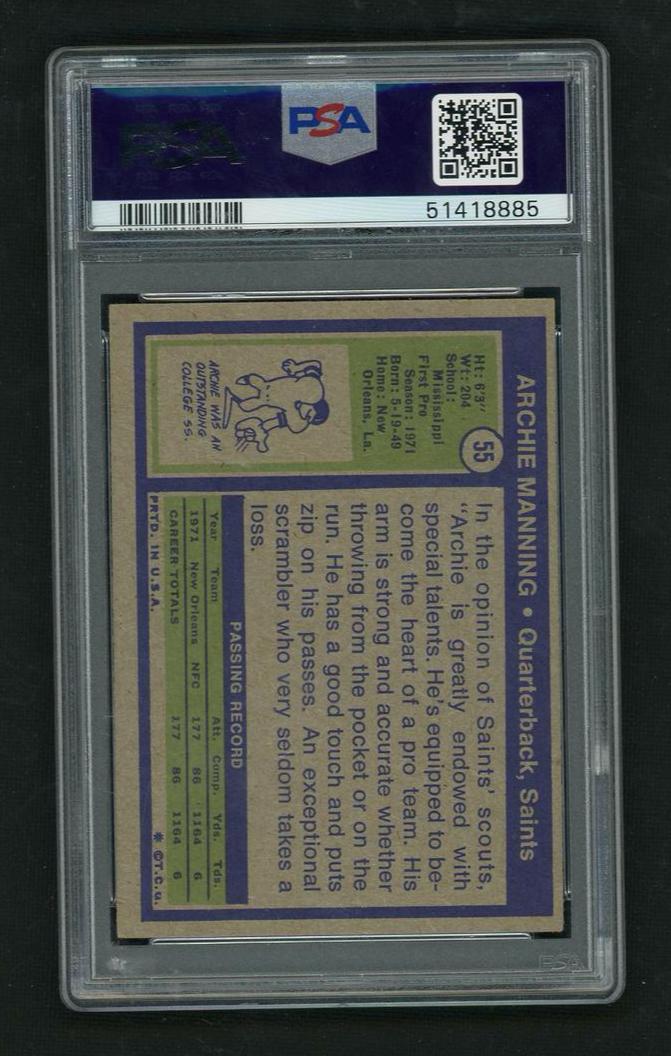 PSA
51418885
ARCHIE MANNING • Quarterback, Saints
55
Ht: 6'3"
Wt: 204
School:
Mississippi
First Pro
Season: 1971
Born: 5-19-49
Home: New
Orleans, La.
ARCHIE WAS AN
OUTSTANDING
COLLEGE SS.
In the opinion of Saints' scouts,
"Archie is greatly endowed with
special talents. He's equipped to be-
come the heart of a pro team. His
arm is strong and accurate whether
throwing from the pocket or on the
run. He has a good touch and puts
zip on his passes. An exceptional
scrambler who very seldom takes a
loss.
PASSING RECORD
Year Team Att. Comp. Yds. Tds.
1971 New Orleans NFC 177 86 1164 6
CAREER TOTALS 177 86 1164 6
PRTD. IN U.S.A. * ©T.C.G.
PSA